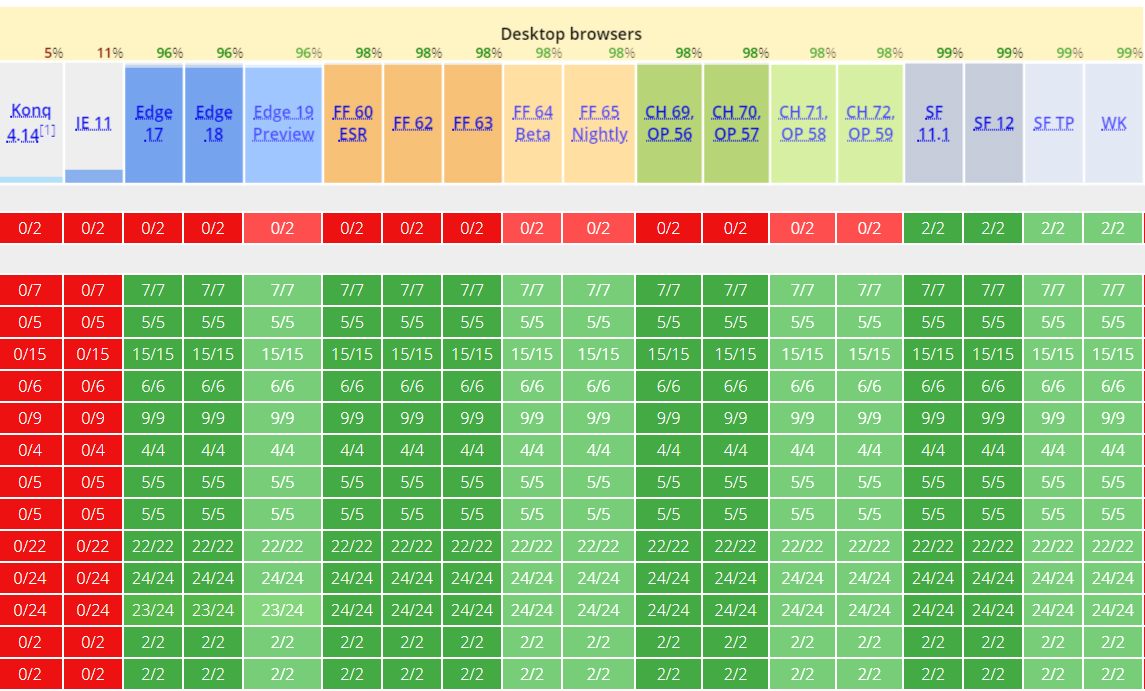 Desktop browsers
5% 11% 96% 96% 96% 98% 98% 98% 98% 98% 98% 98% 98% 98% 99% 99% 99% 99%
Konq 4.14[1] IE 11 Edge 17 Edge 18 Edge 19 Preview FF 60 ESR FF 62 FF 63 FF 64 Beta FF 65 Nightly CH 69, OP 56 CH 70, OP 57 CH 71, OP 58 CH 72, OP 59 SF 11.1 SF 12 SF TP WK
0/2 0/2 0/2 0/2 0/2 0/2 0/2 0/2 0/2 0/2 0/2 0/2 0/2 0/2 2/2 2/2 2/2 2/2
0/7 0/7 7/7 7/7 7/7 7/7 7/7 7/7 7/7 7/7 7/7 7/7 7/7 7/7 7/7 7/7 7/7 7/7
0/5 0/5 5/5 5/5 5/5 5/5 5/5 5/5 5/5 5/5 5/5 5/5 5/5 5/5 5/5 5/5 5/5 5/5
0/15 0/15 15/15 15/15 15/15 15/15 15/15 15/15 15/15 15/15 15/15 15/15 15/15 15/15 15/15 15/15 15/15 15/15
0/6 0/6 6/6 6/6 6/6 6/6 6/6 6/6 6/6 6/6 6/6 6/6 6/6 6/6 6/6 6/6 6/6 6/6
0/9 0/9 9/9 9/9 9/9 9/9 9/9 9/9 9/9 9/9 9/9 9/9 9/9 9/9 9/9 9/9 9/9 9/9
0/4 0/4 4/4 4/4 4/4 4/4 4/4 4/4 4/4 4/4 4/4 4/4 4/4 4/4 4/4 4/4 4/4 4/4
0/5 0/5 5/5 5/5 5/5 5/5 5/5 5/5 5/5 5/5 5/5 5/5 5/5 5/5 5/5 5/5 5/5 5/5
0/5 0/5 5/5 5/5 5/5 5/5 5/5 5/5 5/5 5/5 5/5 5/5 5/5 5/5 5/5 5/5 5/5 5/5
0/22 0/22 22/22 22/22 22/22 22/22 22/22 22/22 22/22 22/22 22/22 22/22 22/22 22/22 22/22 22/22 22/22 22/22
0/24 0/24 24/24 24/24 24/24 24/24 24/24 24/24 24/24 24/24 24/24 24/24 24/24 24/24 24/24 24/24 24/24 24/24
0/24 0/24 23/24 23/24 23/24 24/24 24/24 24/24 24/24 24/24 24/24 24/24 24/24 24/24 24/24 24/24 24/24 24/24
0/2 0/2 2/2 2/2 2/2 2/2 2/2 2/2 2/2 2/2 2/2 2/2 2/2 2/2 2/2 2/2 2/2 2/2
0/2 0/2 2/2 2/2 2/2 2/2 2/2 2/2 2/2 2/2 2/2 2/2 2/2 2/2 2/2 2/2 2/2 2/2